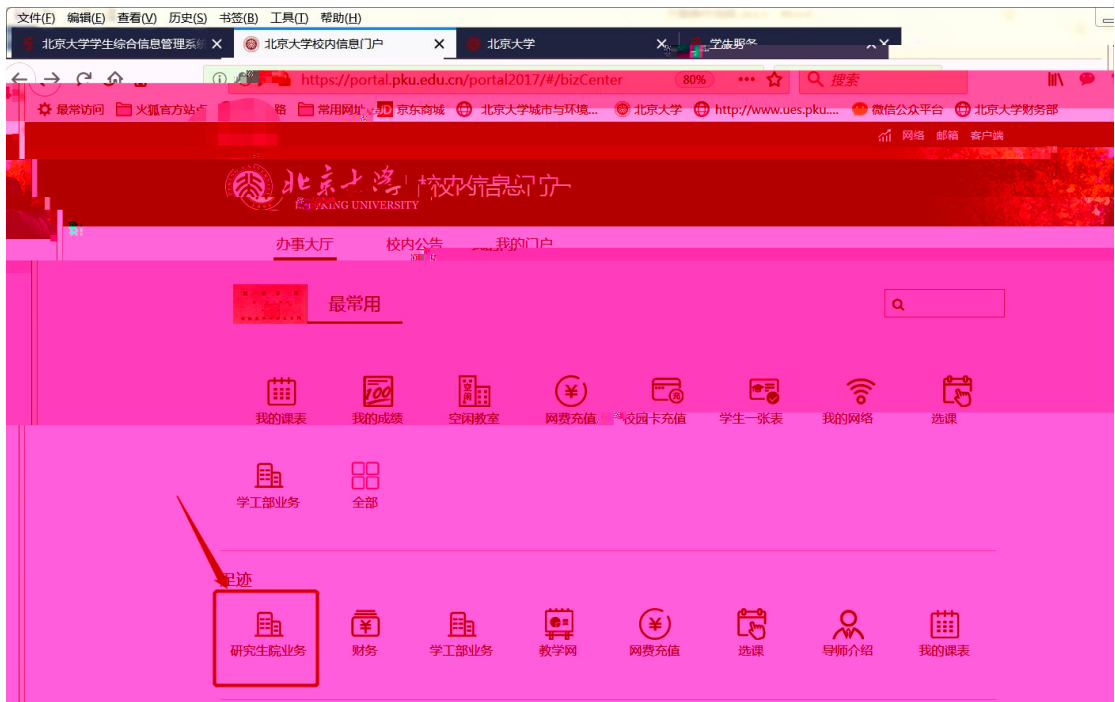 文件(F) 编辑(E) 查看(V) 历史(S) 书签(B) 工具(T) 帮助(H)
北京大学学生综合信息管理系统 北京大学校内信息门户 北京大学
https://portal.pku.edu.cn/portal2017/#/bizCenter 80% 搜索
最常访问 火狐官方站点 常用网址 JD 京东商城 北京大学城市与环境... 北京大学 http://www.ues.pku.... 微信公众平台 北京大学财务部
网络 邮箱 客户端
北京大学 校内信息门户
PEKING UNIVERSITY
办事大厅 校内公告 我的门户
最常用
100 空闲
我的课表 我的成绩 空闲教室 网费充值 校园卡充值 学生一张表 我的网络 选课
学工部业务 全部
足迹
研究生院业务 财务 学工部业务 教学网 网费充值 选课 导师介绍 我的课表